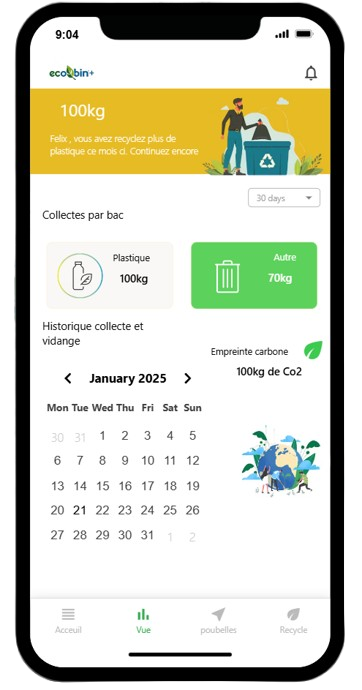 9:04
ecobin+
100kg
Felix , vous avez recyclez plus de
plastique ce mois ci. Continuez encore
30 days
Collectes par bac
Plastique
100kg
Autre
70kg
Historique collecte et
vidange
Empreinte carbone
100kg de Co2
January 2025
Mon Tue Wed Thu Fri Sat Sun
30 31 1 2 3 4 5
6 7 8 9 10 11 12
13 14 15 16 17 18 19
20 21 22 23 24 25 26
27 28 29 30 31 1 2
Acceuil
Vue
poubelles
Recycle